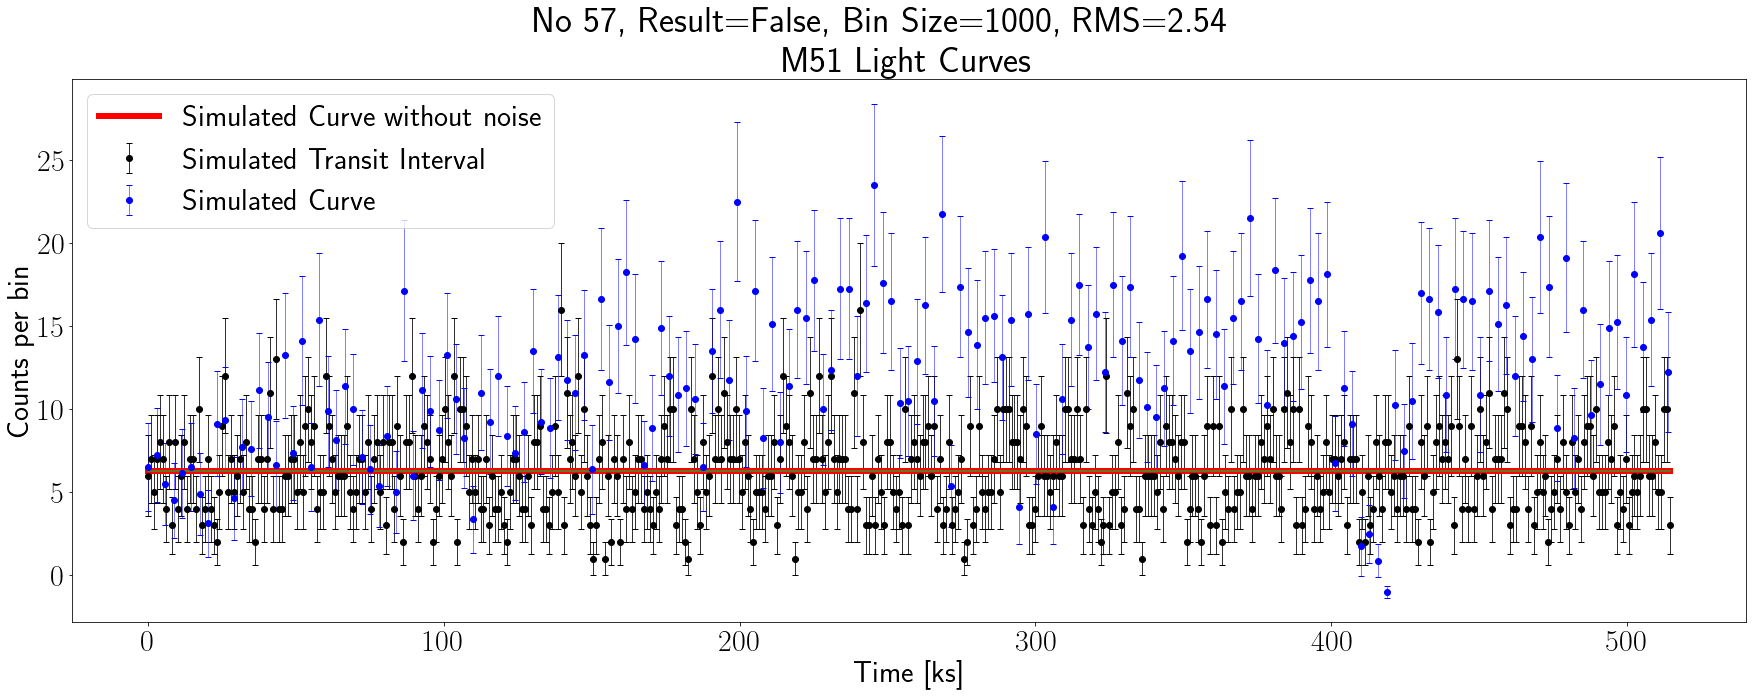 No 57, Result=False, Bin Size=1000, RMS=2.54
M51 Light Curves
Simulated Curve without noise
Simulated Transit Interval
Simulated Curve
Counts per bin
25
20
15
10
5
0
0 100 200 300 400 500
Time [ks]